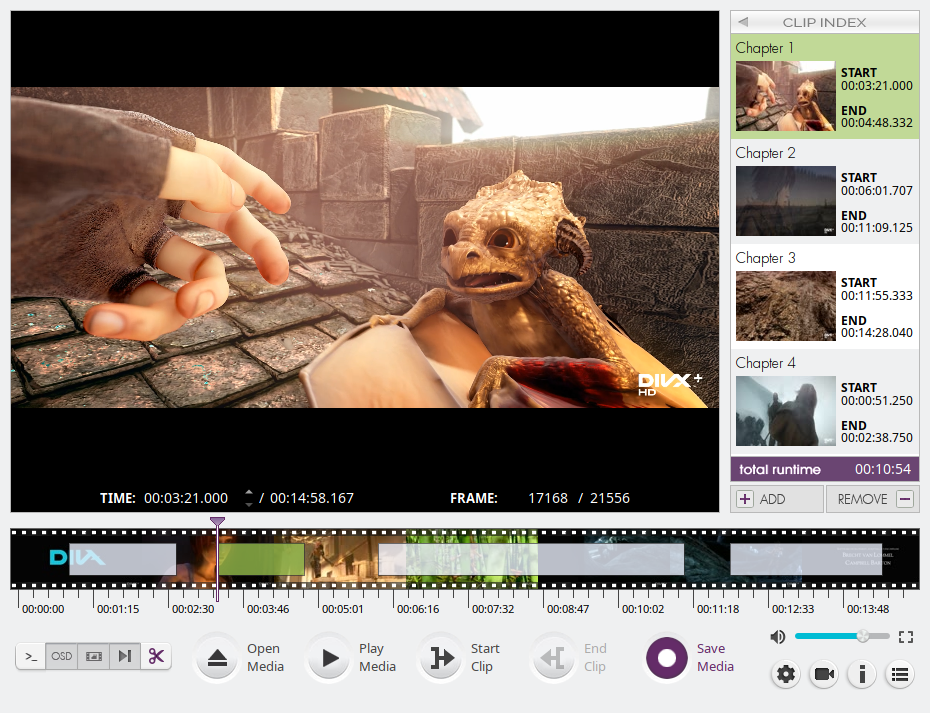 CLIP INDEX
Chapter 1
START
00:03:21.000
END
00:04:48.332
Chapter 2
START
00:06:01.707
END
00:11:09.125
Chapter 3
START
00:11:55.333
END
00:14:28.040
Chapter 4
START
00:00:51.250
END
00:02:38.750
total runtime 00:10:54
ADD REMOVE
DIVX+
HD
TIME: 00:03:21.000 / 00:14:58.167 FRAME: 17168 / 21556
DIVX
CAMPBELL BARTON
00:00:00 00:01:15 00:02:30 00:03:46 00:05:01 00:06:16 00:07:32 00:08:47 00:10:02 00:11:18 00:12:33 00:13:48
>_ OSD
Open
Media
Play
Media
Start
Clip
End
Clip
Save
Media